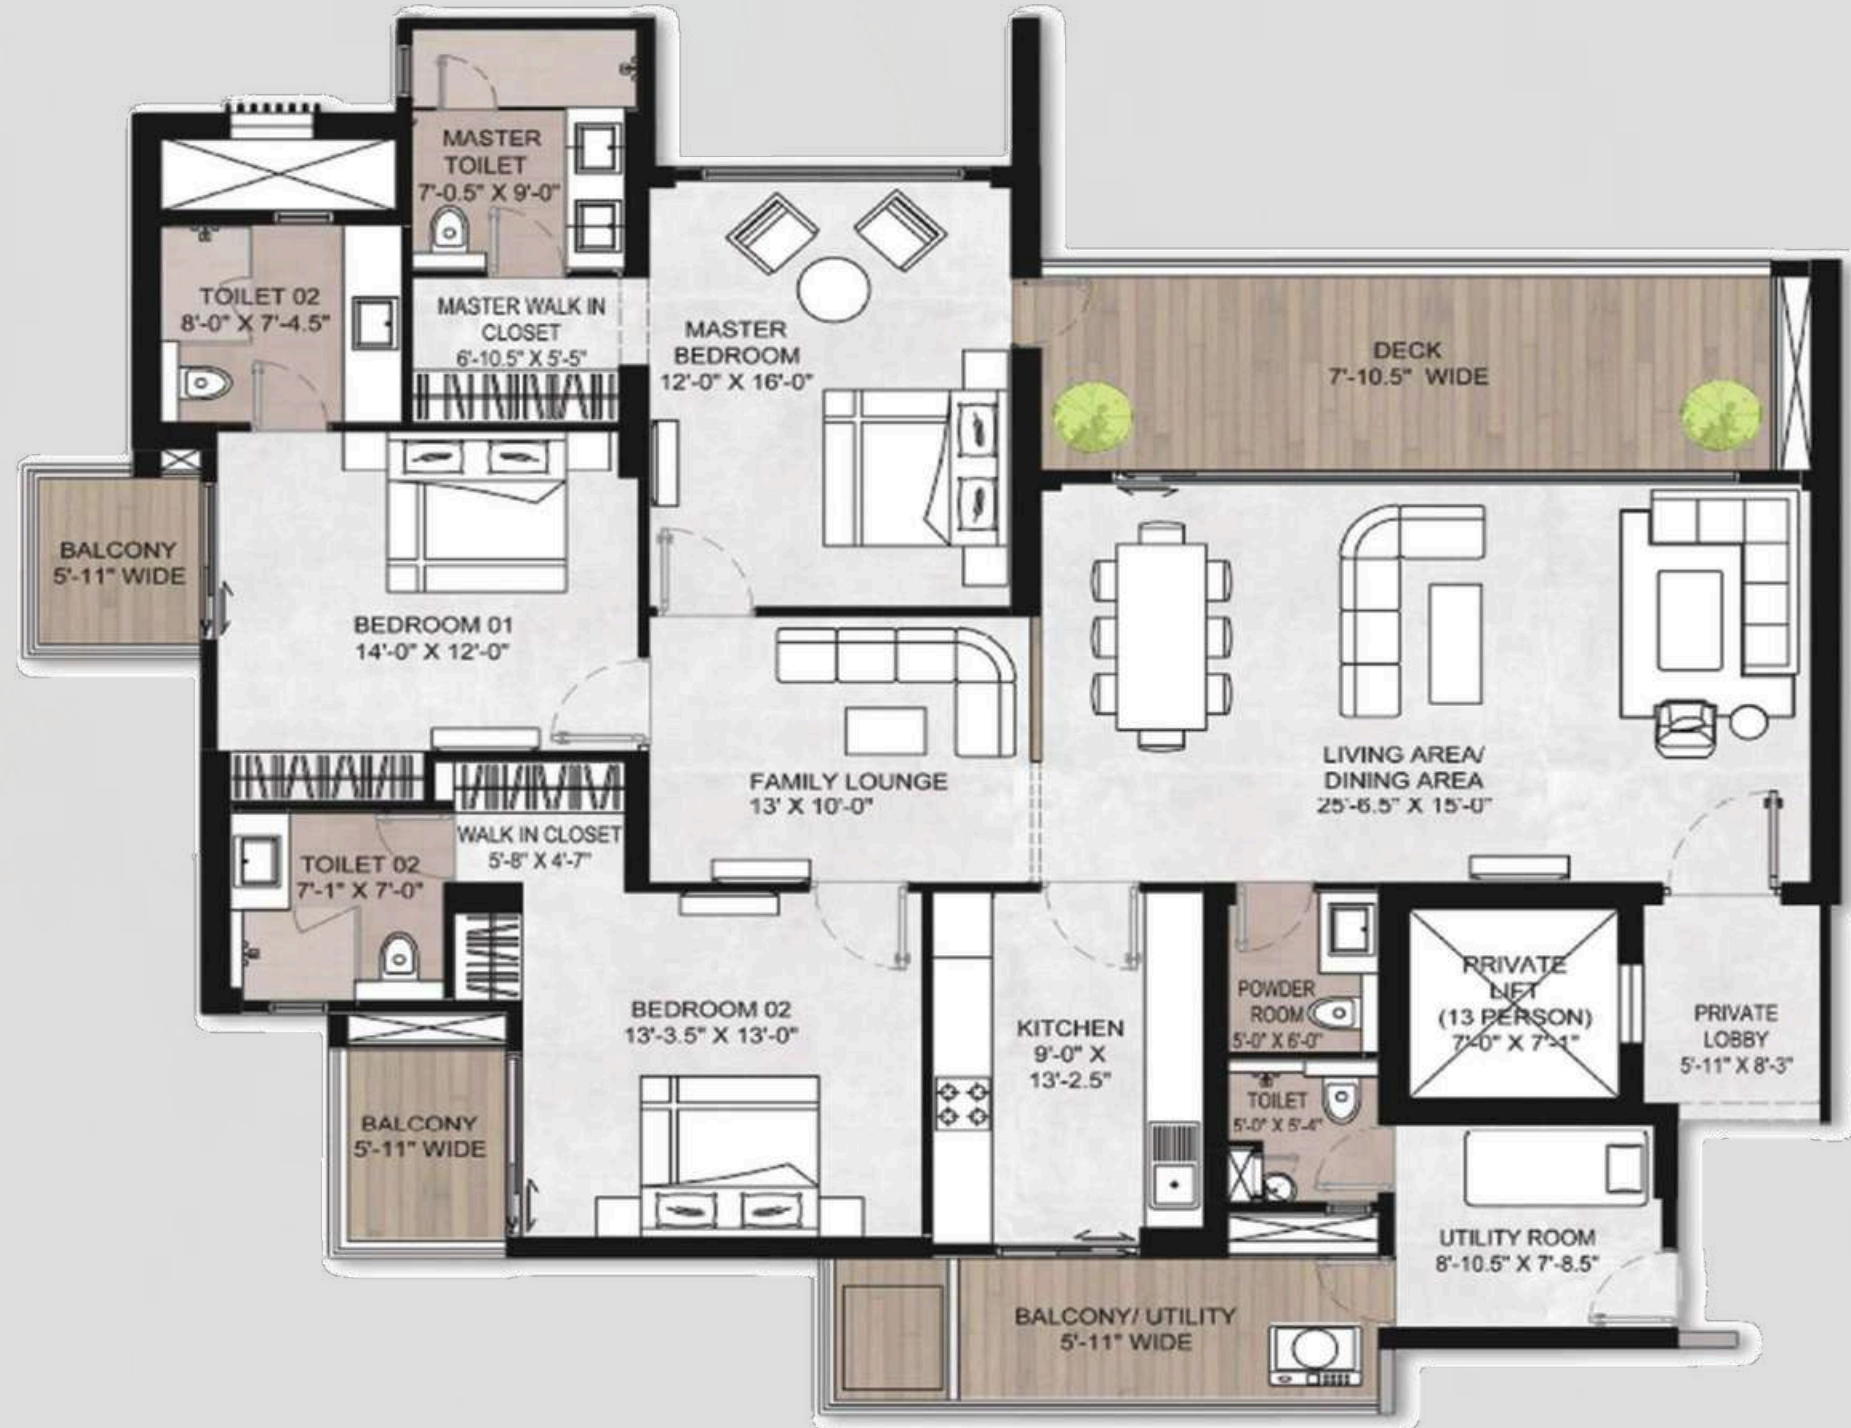 MASTER
TOILET
7'-0.5" X 9'-0"
TOILET 02
8'-0" X 7'-4.5"
MASTER WALK IN
CLOSET
6'-10.5" X 5'-5"
MASTER
BEDROOM
12'-0" X 16'-0"
DECK
7'-10.5" WIDE
BALCONY
5'-11" WIDE
BEDROOM 01
14'-0" X 12'-0"
FAMILY LOUNGE
13' X 10'-0"
LIVING AREA/
DINING AREA
25'-6.5" X 15'-0"
TOILET 02
7'-1" X 7'-0"
WALK IN CLOSET
5'-8" X 4'-7"
BEDROOM 02
13'-3.5" X 13'-0"
KITCHEN
9'-0" X
13'-2.5"
POWDER
ROOM
5'-0" X 6'-0"
PRIVATE
LIFT
(13 PERSON)
7'-0" X 7'-1"
PRIVATE
LOBBY
5'-11" X 8'-3"
TOILET
5'-0" X 5'-4"
BALCONY
5'-11" WIDE
UTILITY ROOM
8'-10.5" X 7'-8.5"
BALCONY/ UTILITY
5'-11" WIDE